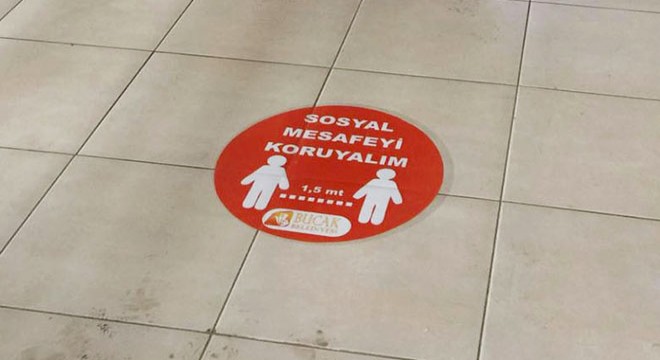 SOSYAL
MESAFEYİ
KORUYALIM
1,5 mt
BUCAK
BELEDİYESİ